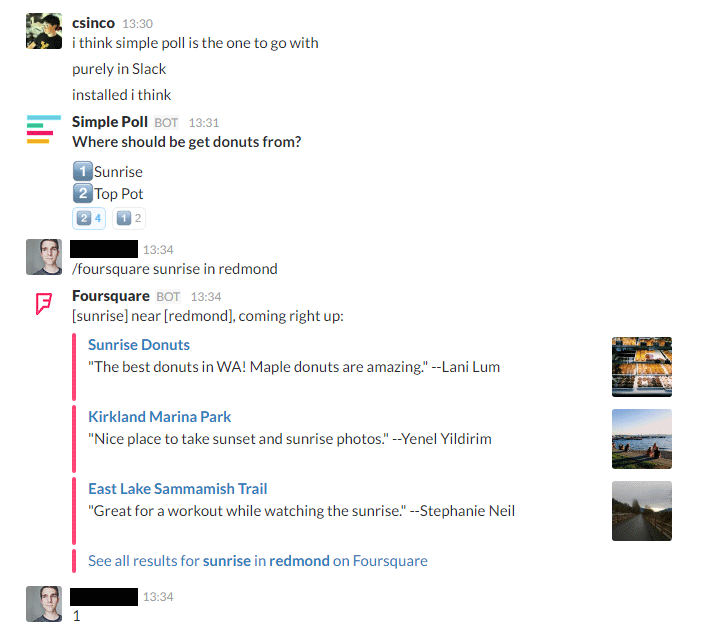 csinco 13:30
i think simple poll is the one to go with
purely in Slack
installed i think
Simple Poll BOT 13:31
Where should be get donuts from?
1 Sunrise
2 Top Pot
2 4 1 2
13:34
/foursquare sunrise in redmond
Foursquare BOT 13:34
[sunrise] near [redmond], coming right up:
Sunrise Donuts
"The best donuts in WA! Maple donuts are amazing." --Lani Lum
Kirkland Marina Park
"Nice place to take sunset and sunrise photos." --Yenel Yildirim
East Lake Sammamish Trail
"Great for a workout while watching the sunrise." --Stephanie Neil
See all results for sunrise in redmond on Foursquare
13:34
1